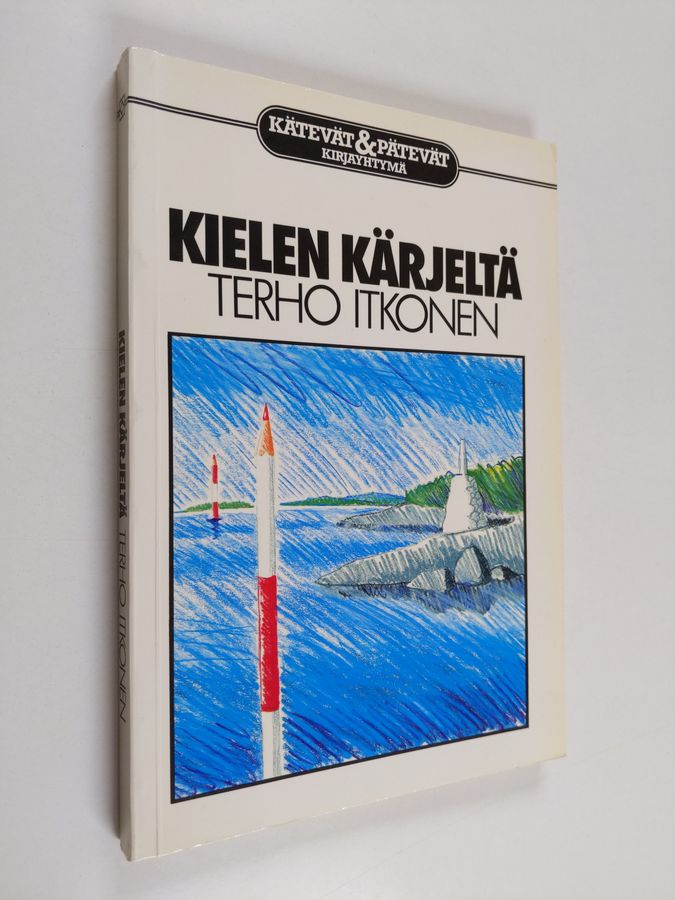 KÄTEVÄT & PÄTEVÄT
KIRJAYHTYMÄ
KIELEN KÄRJELTÄ
TERHO ITKONEN
KIELEN KÄRJELTÄ TERHO ITKONEN